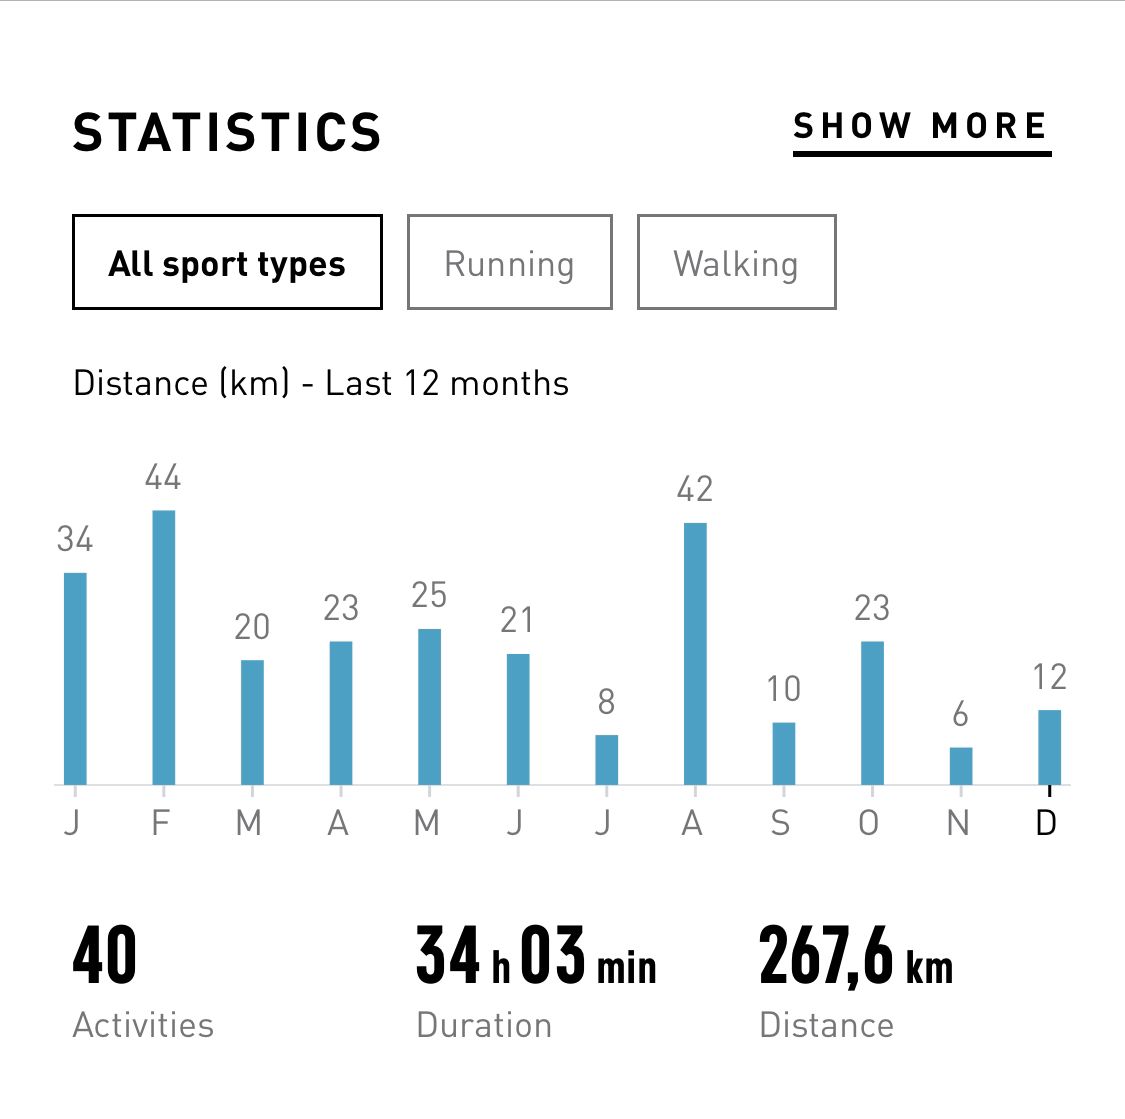 STATISTICS SHOW MORE
All sport types Running Walking
Distance (km) - Last 12 months
34 44 20 23 25 21 8 42 10 23 6 12
J F M A M J J A S O N D
40 34 h 03 min 267,6 km
Activities Duration Distance